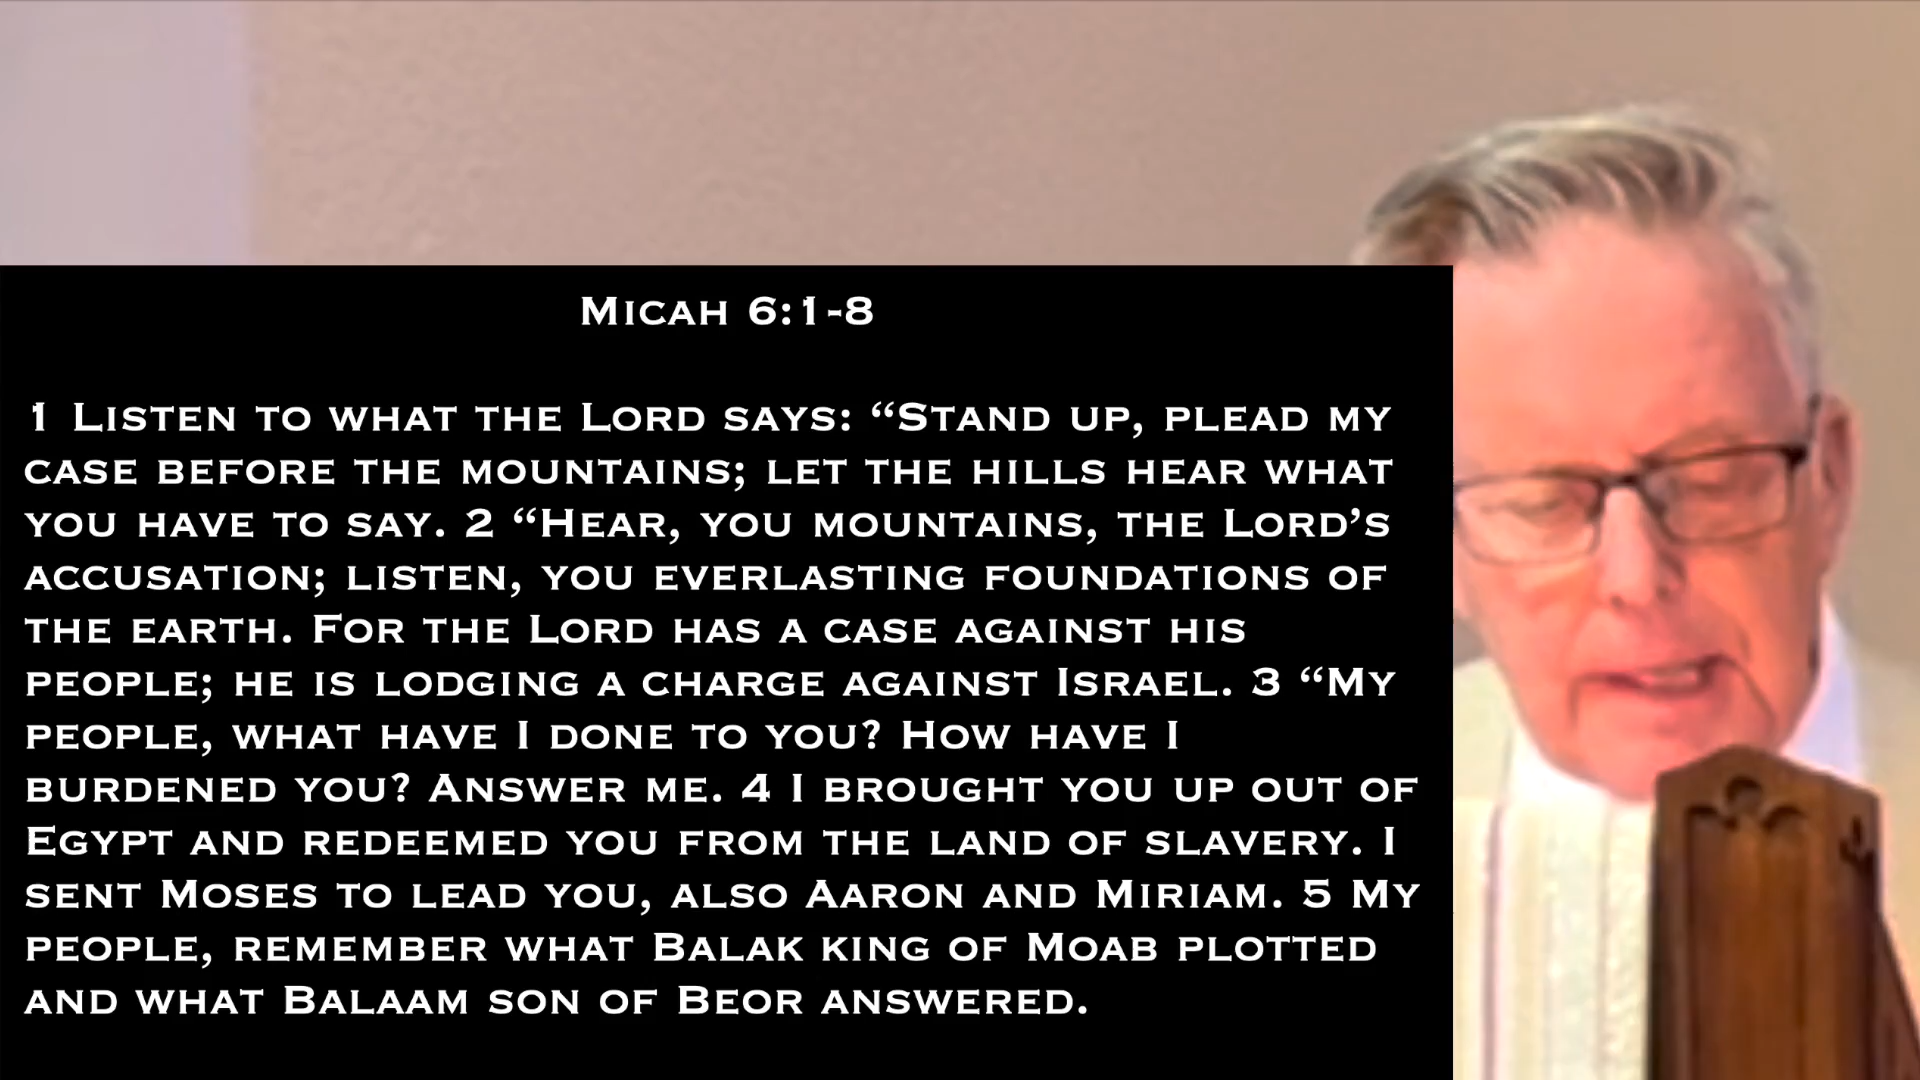 Micah 6:1-8
1 Listen to what the Lord says: “Stand up, plead my
case before the mountains; let the hills hear what
you have to say. 2 “Hear, you mountains, the Lord’s
accusation; listen, you everlasting foundations of
the earth. For the Lord has a case against his
people; he is lodging a charge against Israel. 3 “My
people, what have I done to you? How have I
burdened you? Answer me. 4 I brought you up out of
Egypt and redeemed you from the land of slavery. I
sent Moses to lead you, also Aaron and Miriam. 5 My
people, remember what Balak king of Moab plotted
and what Balaam son of Beor answered.